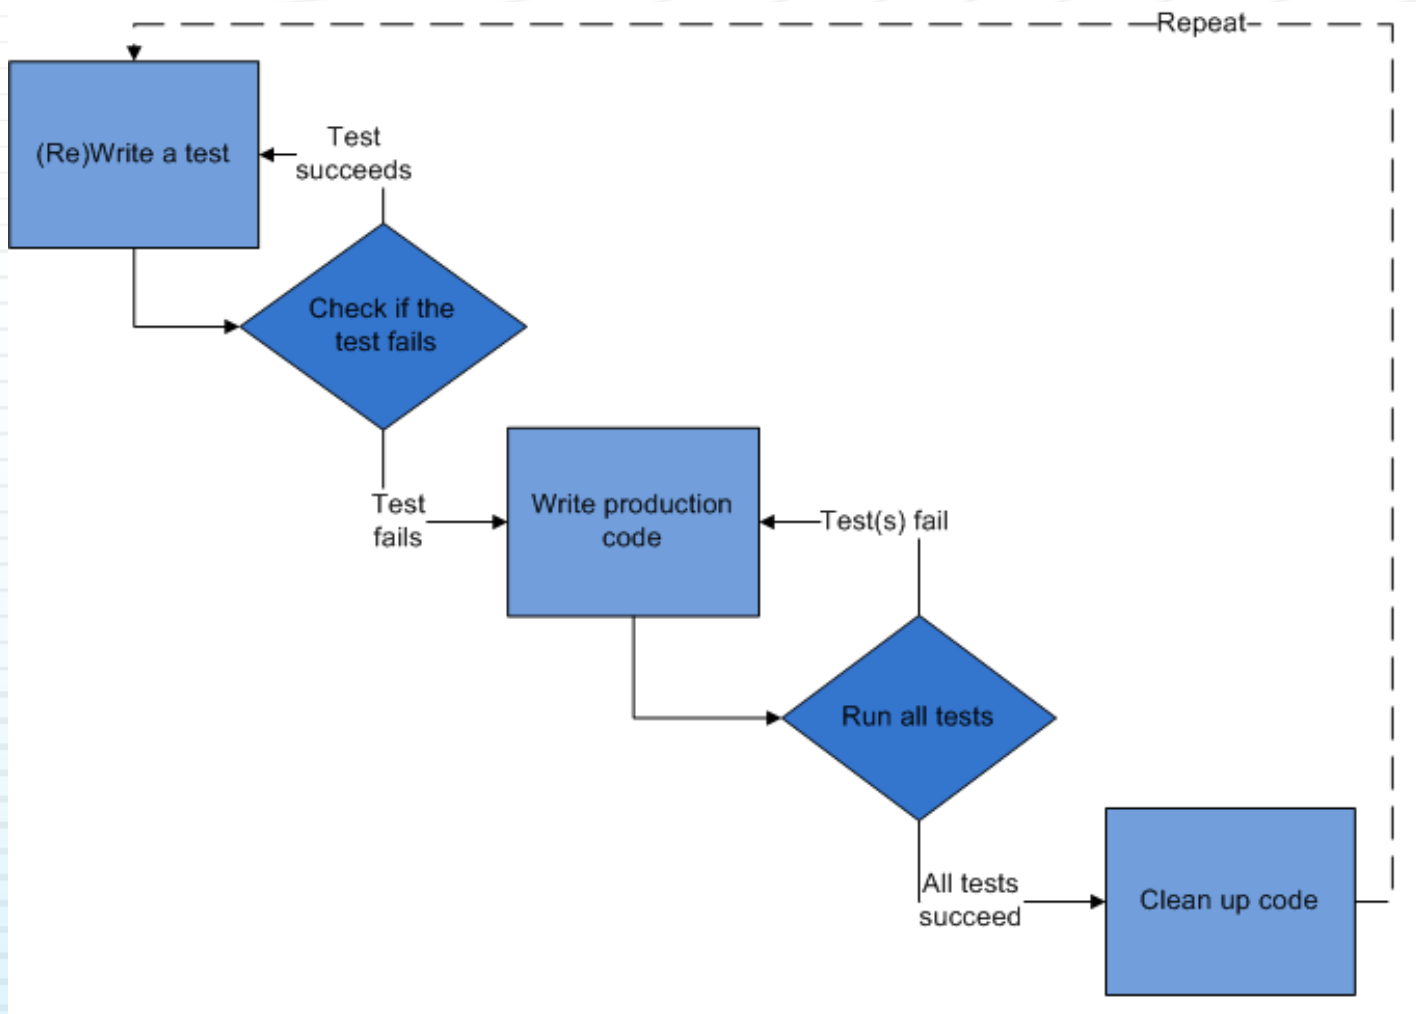 Repeat
(Re)Write a test
Test
succeeds
Check if the
test fails
Test
fails
Write production
code
Test(s) fail
Run all tests
All tests
succeed
Clean up code